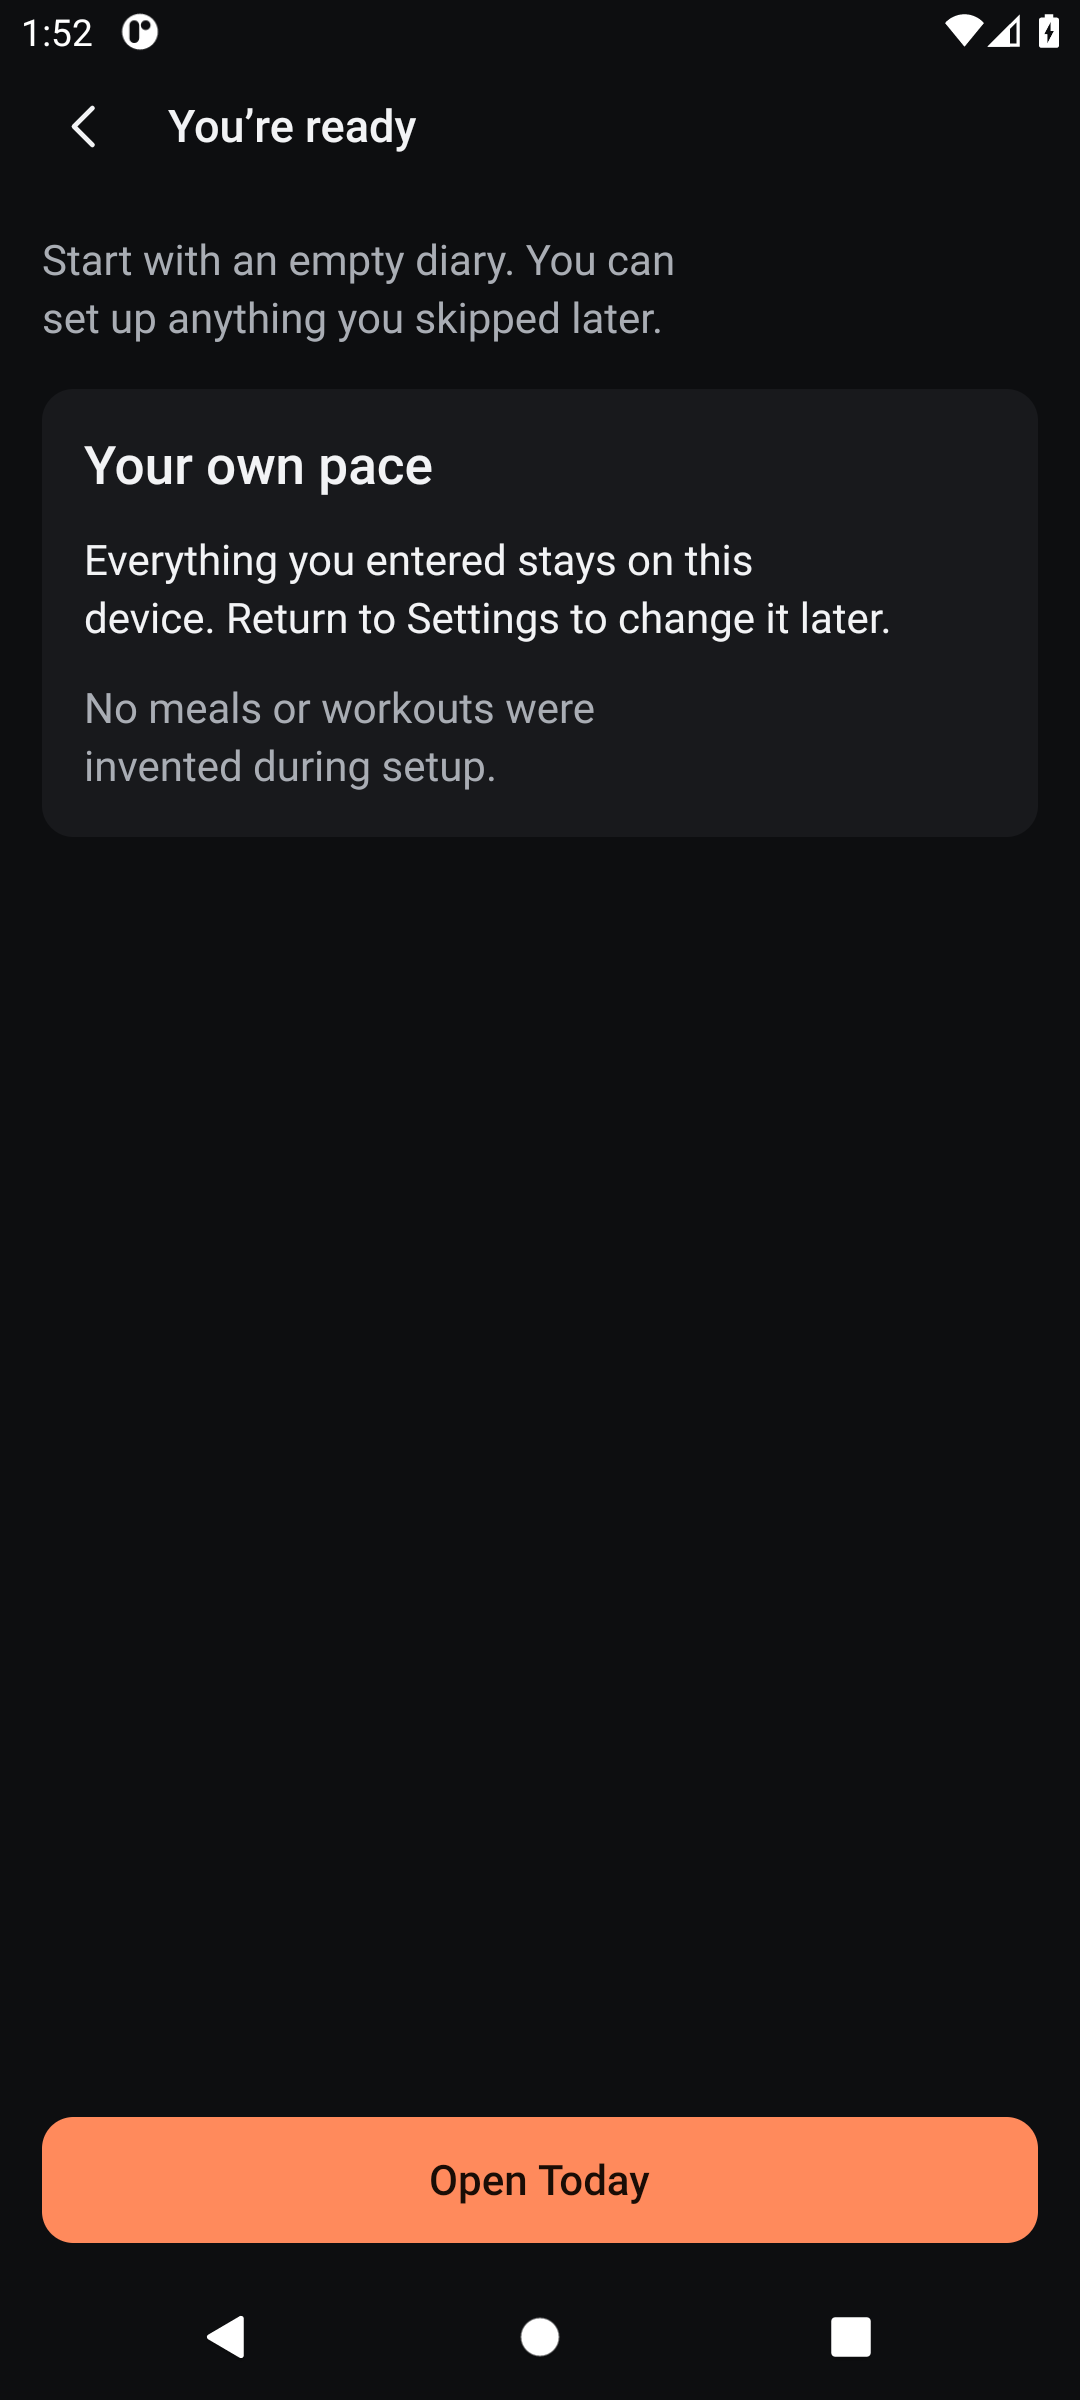 1:52
You’re ready
Start with an empty diary. You can
set up anything you skipped later.
Your own pace
Everything you entered stays on this
device. Return to Settings to change it later.
No meals or workouts were
invented during setup.
Open Today